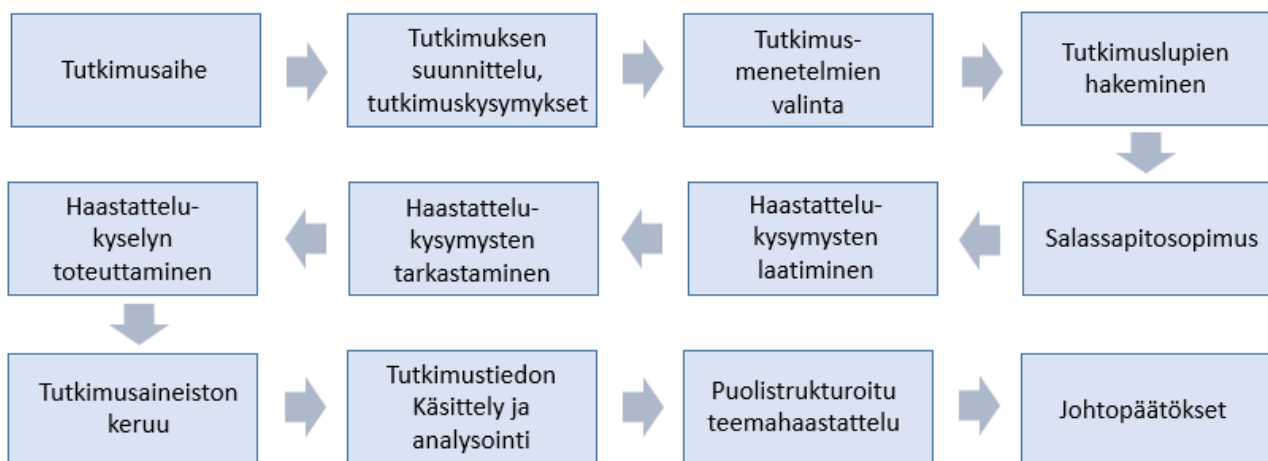 Tutkimusaihe
Tutkimuksen
suunnittelu,
tutkimuskysymykset
Tutkimus-
menetelmien
valinta
Tutkimuslupien
hakeminen
Salassapitosopimus
Haastattelu-
kysymysten
laatiminen
Haastattelu-
kysymysten
tarkastaminen
Haastattelu-
kyselyn
toteuttaminen
Tutkimusaineiston
keruu
Tutkimustiedon
Käsittely ja
analysointi
Puolistrukturoitu
teemahaastattelu
Johtopäätökset